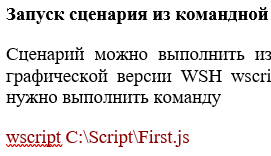 Запуск сценария из командной
Сценарий можно выполнить из
графической версии WSH wscri
нужно выполнить команду
wscript C:\Script\First.js